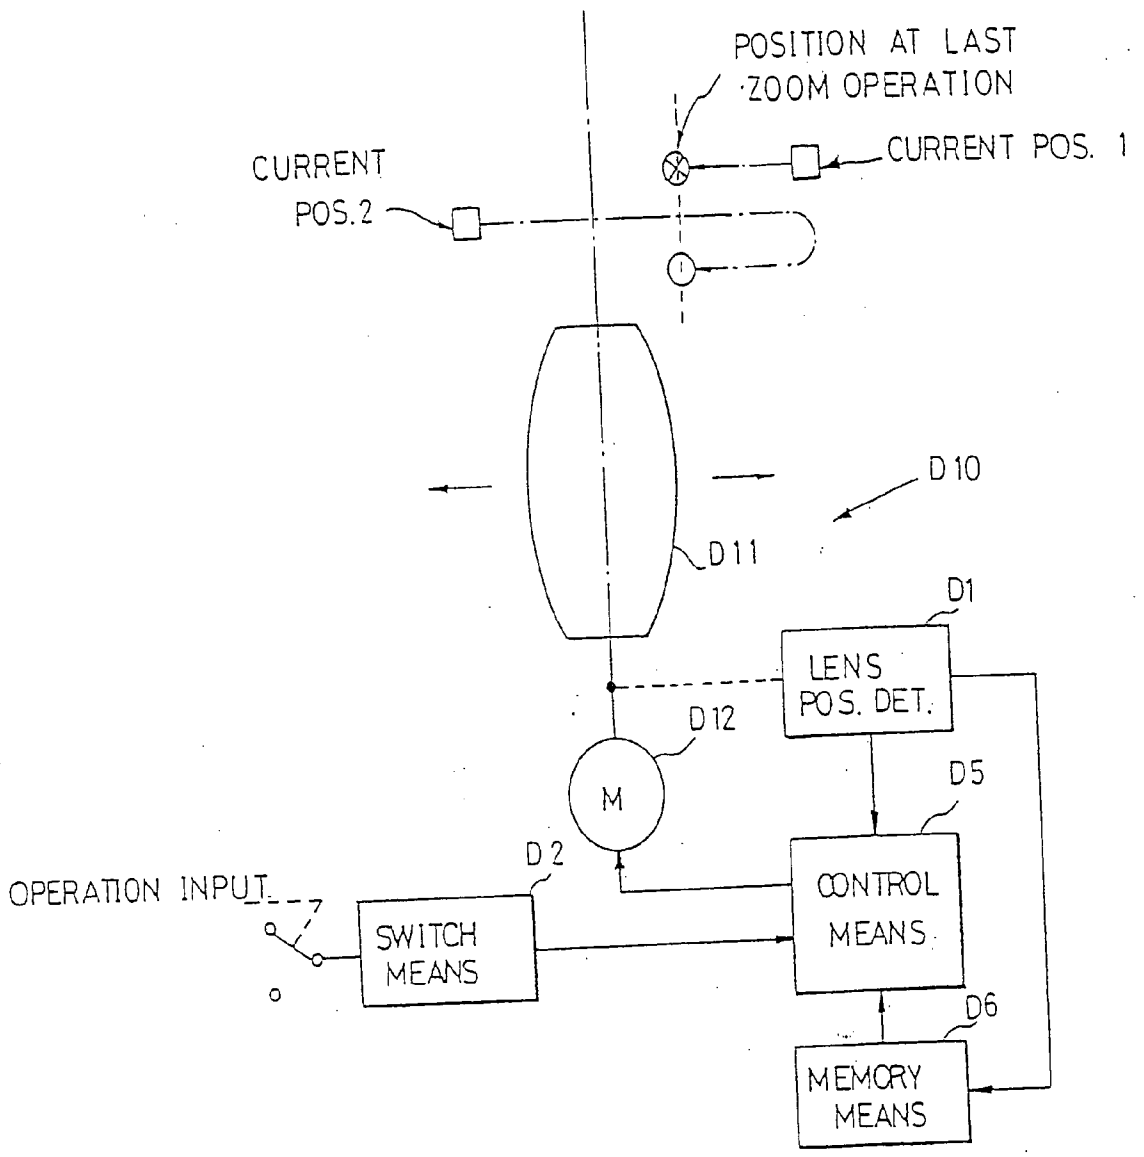 POSITION AT LAST
ZOOM OPERATION
CURRENT POS. 1
CURRENT
POS.2
D10
D11
D1
LENS
POS. DET.
D12
M
D5
CONTROL
MEANS
D2
OPERATION INPUT
SWITCH
MEANS
D6
MEMORY
MEANS